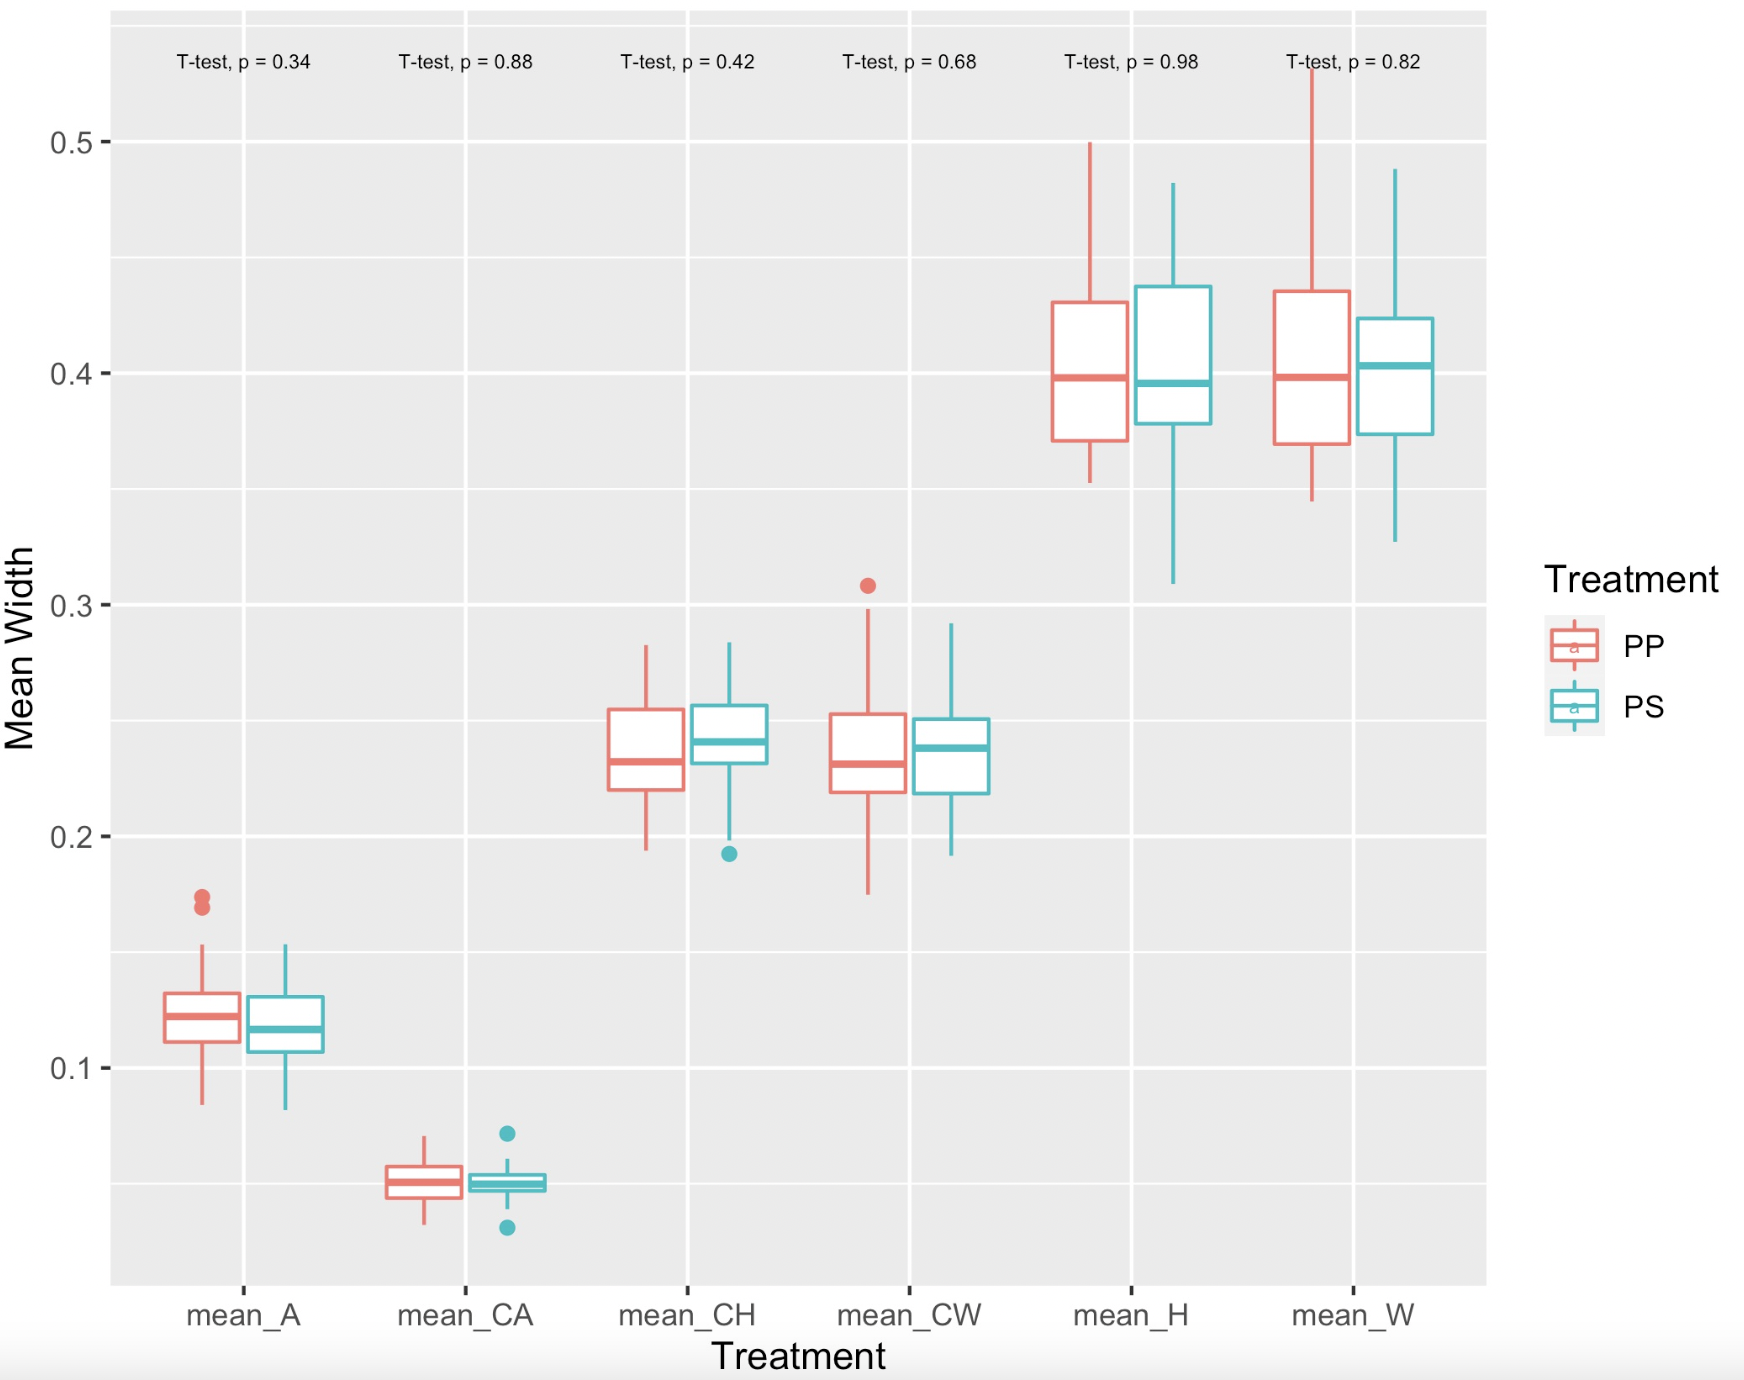 T-test, p = 0.34 T-test, p = 0.88 T-test, p = 0.42 T-test, p = 0.68 T-test, p = 0.98 T-test, p = 0.82
0.5
0.4
0.3
0.2
0.1
Mean Width
mean_A mean_CA mean_CH mean_CW mean_H mean_W
Treatment
Treatment
a PP
a PS